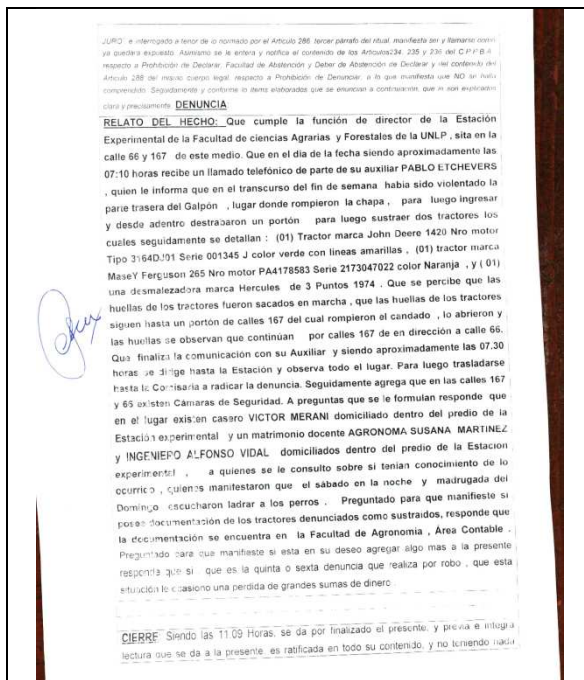 JURO e interrogado a tenor de lo normado por el Articulo 286 tercer párrafo del ritual, manifiesta ser y llamarse como
ya quedara expuesto. Asimismo se le entera y notifica el contenido de los Articulos234, 235 y 236 del C.P.P.B.A.
respecto a Prohibición de Declarar, Facultad de Abstención y Deber de Abstención de Declarar y del contenido del
Articulo 288 del mismo cuerpo legal, respecto a Prohibición de Denunciar, a lo que manifiesta que NO se halla
comprendido. Seguidamente y conforme lo items elaborados que se enuncian a continuación, que le son explicados
clara y precisamente. DENUNCIA
RELATO DEL HECHO: Que cumple la función de director de la Estación
Experimental de la Facultad de ciencias Agrarias y Forestales de la UNLP , sita en la
calle 66 y 167 de este medio. Que en el dia de la fecha siendo aproximadamente las
07:10 horas recibe un llamado telefónico de parte de su auxiliar PABLO ETCHEVERS
, quien le informa que en el transcurso del fin de semana habia sido violentado la
parte trasera del Galpón , lugar donde rompieron la chapa , para luego ingresar
y desde adentro destrabaron un portón para luego sustraer dos tractores los
cuales seguidamente se detallan : (01) Tractor marca John Deere 1420 Nro motor
Tipo 3164DJ01 Serie 001345 J color verde con lineas amarillas , (01) tractor marca
MaseY Ferguson 265 Nro motor PA4178583 Serie 2173047022 color Naranja , y ( 01)
una desmalezadora marca Hercules de 3 Puntos 1974 . Que se percibe que las
huellas de los tractores fueron sacados en marcha , que las huellas de los tractores
siguen hasta un portón de calles 167 del cual rompieron el candado , lo abrieron y
las huellas se observan que continúan por calles 167 de en dirección a calle 66.
Que finaliza la comunicación con su Auxiliar y siendo aproximadamente las 07.30
horas se dirige hasta la Estación y observa todo el lugar. Para luego trasladarse
hasta la Comisaria a radicar la denuncia. Seguidamente agrega que en las calles 167
y 66 existen Cámaras de Seguridad. A preguntas que se le formulan responde que
en el lugar existen casero VICTOR MERANI domiciliado dentro del predio de la
Estación experimental y un matrimonio docente AGRONOMA SUSANA MARTINEZ
y INGENIERO ALFONSO VIDAL domiciliados dentro del predio de la Estacion
experimental , a quienes se le consulto sobre si tenian conocimiento de lo
ocurrido , quienes manifestaron que el sábado en la noche y madrugada del
Domingo escucharon ladrar a los perros . Preguntado para que manifieste si
posee documentación de los tractores denunciados como sustraidos, responde que
la documentación se encuentra en la Facultad de Agronomia , Área Contable .
Preguntado para que manifieste si esta en su deseo agregar algo mas a la presente
responde que si que es la quinta o sexta denuncia que realiza por robo , que esta
situación le ocasiono una perdida de grandes sumas de dinero .
CIERRE Siendo las 11.09 Horas, se da por finalizado el presente, y previa e integra
lectura que se da a la presente, es ratificada en todo su contenido, y no teniendo nada